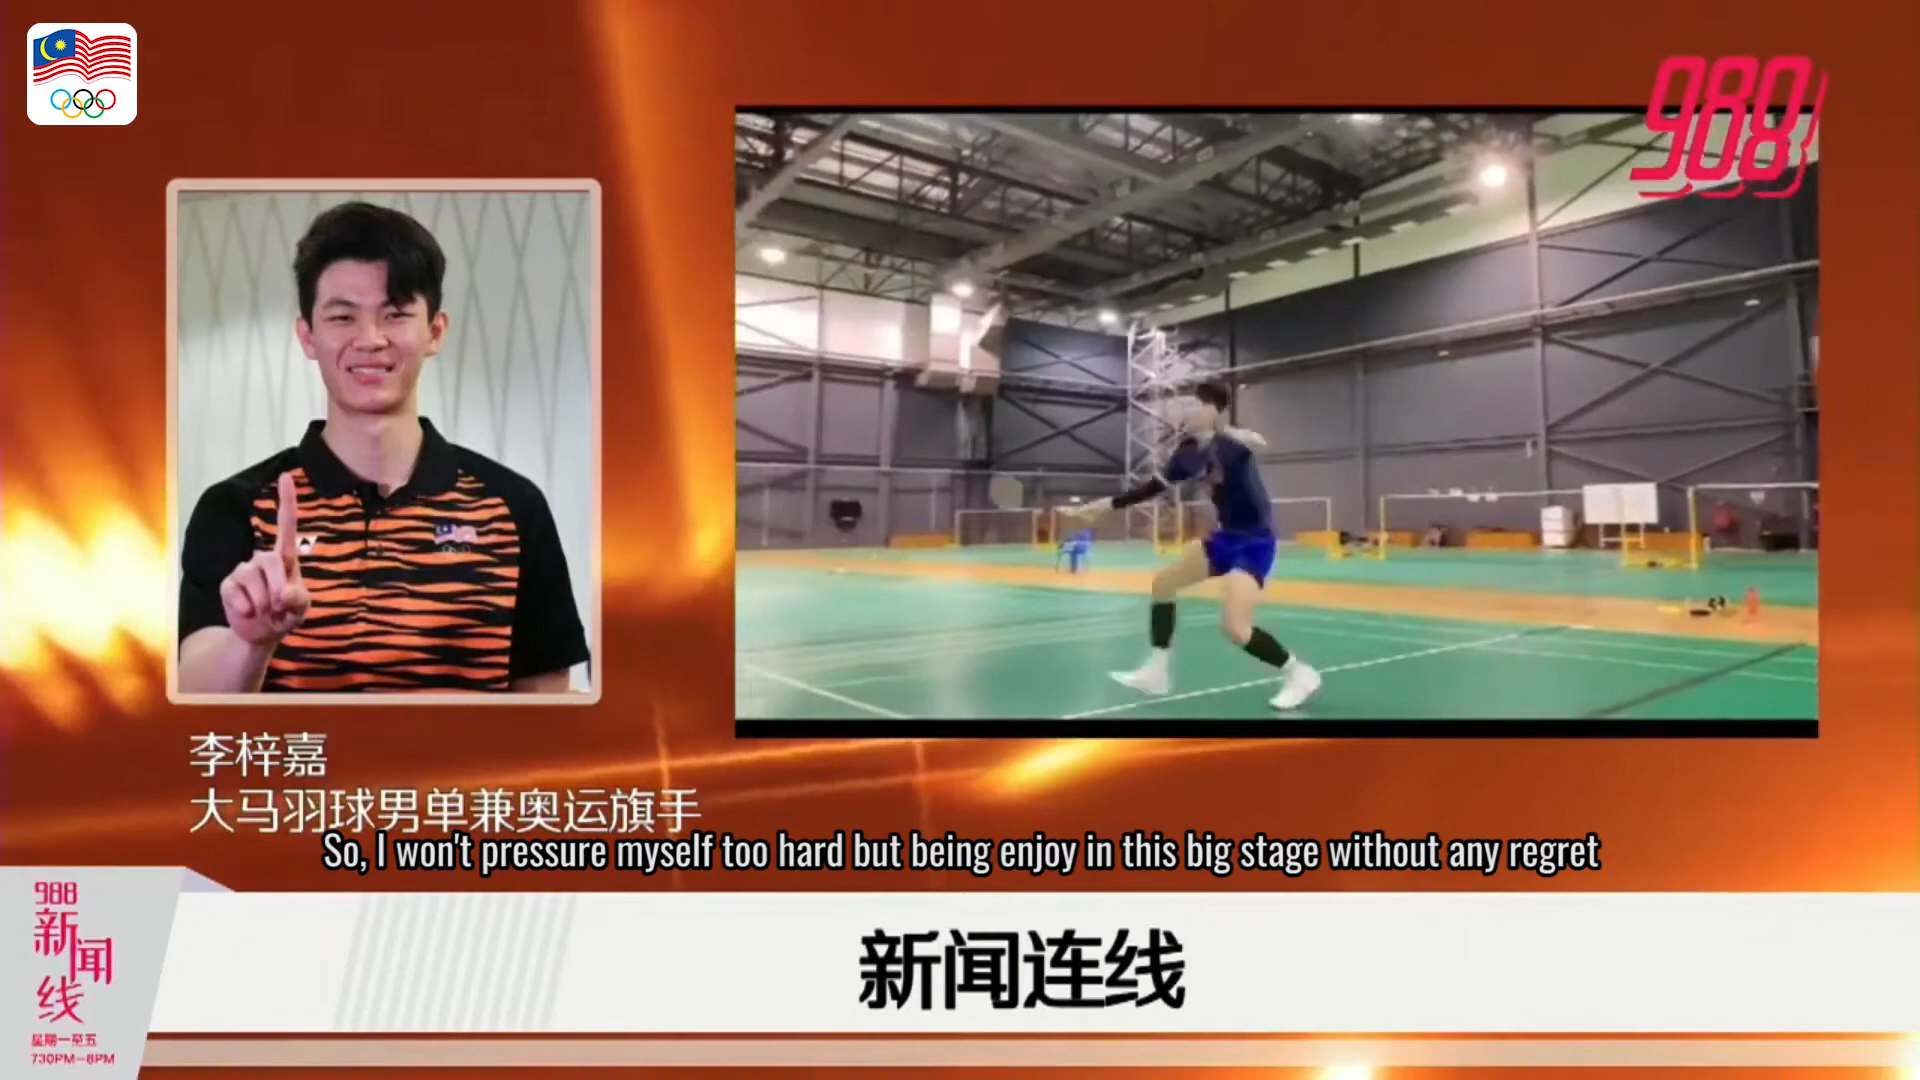 988
李梓嘉
大马羽球男单兼奥运旗手
So, I won't pressure myself too hard but being enjoy in this big stage without any regret
988
新闻线
星期一至五
730PM-8PM
新闻连线